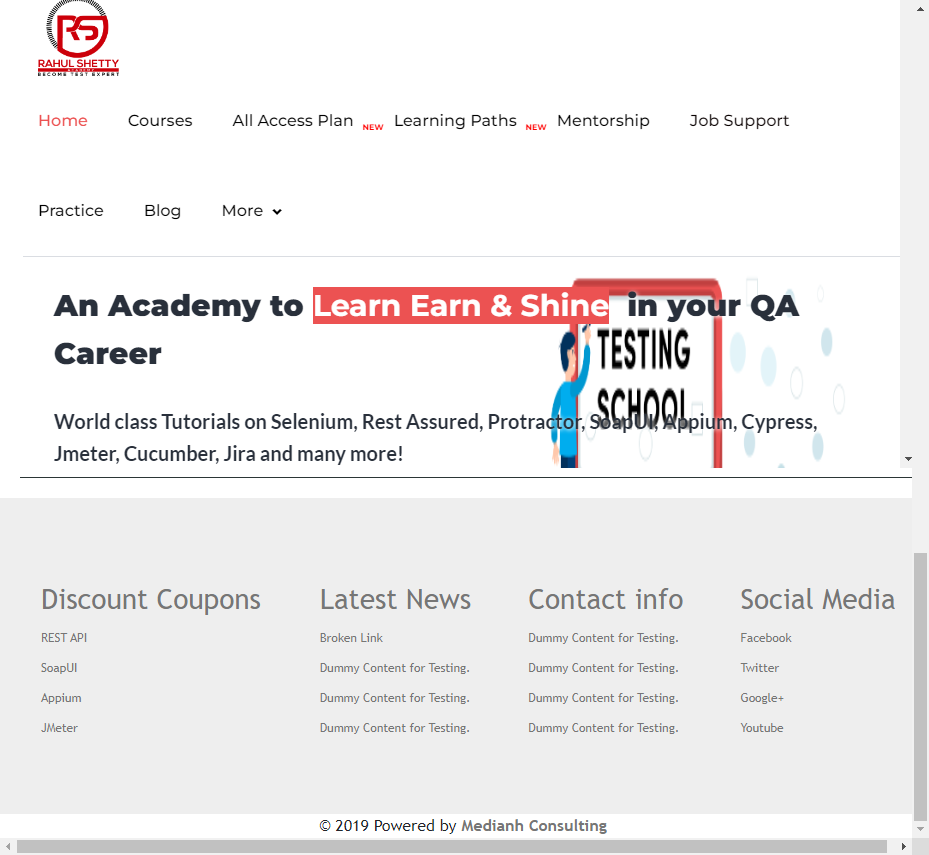 RS
RAHUL SHETTY
ACADEMY
BECOME TEST EXPERT
Home Courses All Access Plan NEW Learning Paths NEW Mentorship Job Support
Practice Blog More
An Academy to Learn Earn & Shine in your QA
Career
TESTING
SCHOOL
World class Tutorials on Selenium, Rest Assured, Protractor, SoapUI, Appium, Cypress,
Jmeter, Cucumber, Jira and many more!
Discount Coupons Latest News Contact info Social Media
REST API Broken Link Dummy Content for Testing. Facebook
SoapUI Dummy Content for Testing. Dummy Content for Testing. Twitter
Appium Dummy Content for Testing. Dummy Content for Testing. Google+
JMeter Dummy Content for Testing. Dummy Content for Testing. Youtube
© 2019 Powered by Medianh Consulting